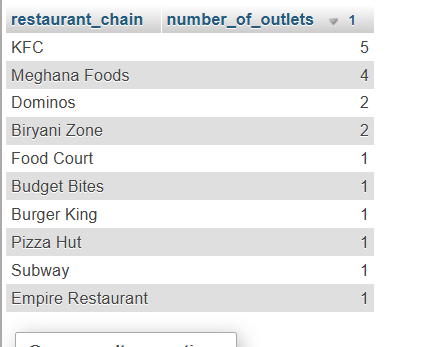 restaurant_chain number_of_outlets 1
KFC 5
Meghana Foods 4
Dominos 2
Biryani Zone 2
Food Court 1
Budget Bites 1
Burger King 1
Pizza Hut 1
Subway 1
Empire Restaurant 1